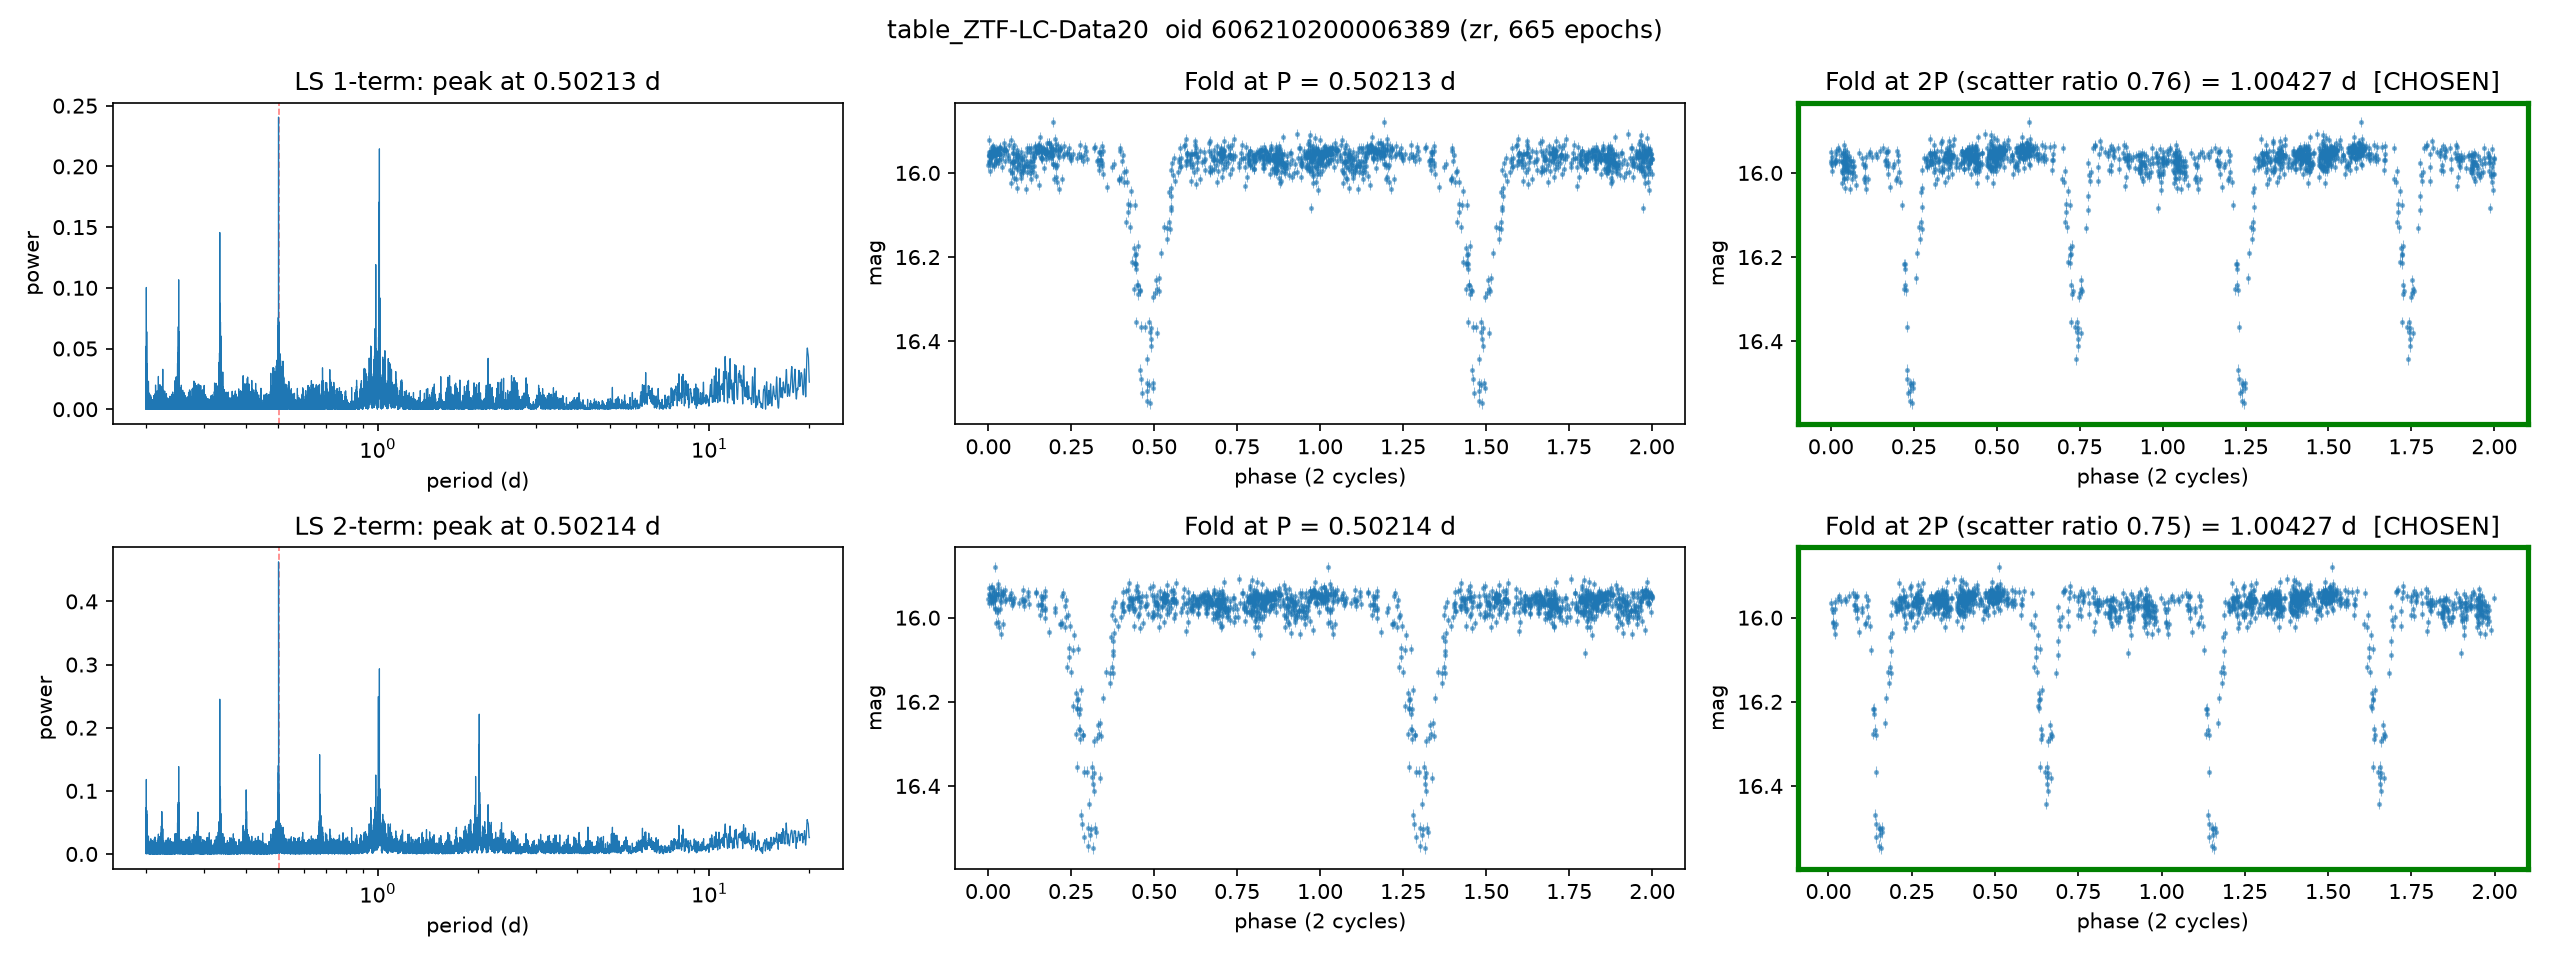 table_ZTF-LC-Data20  oid 606210200006389 (zr, 665 epochs)
LS 1-term: peak at 0.50213 d
Fold at P = 0.50213 d
Fold at 2P (scatter ratio 0.76) = 1.00427 d  [CHOSEN]
power
0.25
0.20
0.15
0.10
0.05
0.00
10⁰
10¹
period (d)
mag
16.0
16.2
16.4
0.00 0.25 0.50 0.75 1.00 1.25 1.50 1.75 2.00
phase (2 cycles)
mag
16.0
16.2
16.4
0.00 0.25 0.50 0.75 1.00 1.25 1.50 1.75 2.00
phase (2 cycles)
LS 2-term: peak at 0.50214 d
Fold at P = 0.50214 d
Fold at 2P (scatter ratio 0.75) = 1.00427 d  [CHOSEN]
power
0.4
0.3
0.2
0.1
0.0
10⁰
10¹
period (d)
mag
16.0
16.2
16.4
0.00 0.25 0.50 0.75 1.00 1.25 1.50 1.75 2.00
phase (2 cycles)
mag
16.0
16.2
16.4
0.00 0.25 0.50 0.75 1.00 1.25 1.50 1.75 2.00
phase (2 cycles)